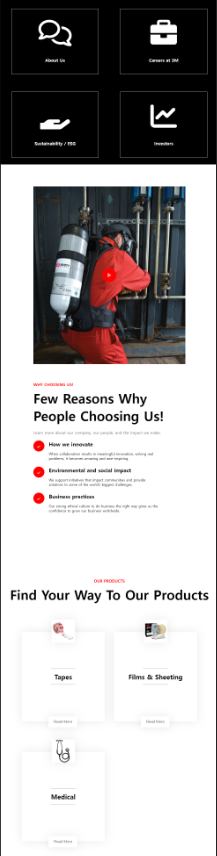 About Us
Careers at 3M
Sustainability / ESG
Investors
WHY CHOOSING US!
Few Reasons Why
People Choosing Us!
Learn more about our company, our people and the impact we make.
How we innovate
When collaboration results in meaningful innovation, solving real
problems, it becomes amazing and awe-inspiring.
Environmental and social impact
We support initiatives that impact communities and provide
solutions to some of the world's biggest challenges.
Business practices
Our strong ethical culture to do business the right way gives us the
confidence to grow our business worldwide.
OUR PRODUCTS
Find Your Way To Our Products
Tapes
Read More
Films & Sheeting
Read More
Medical
Read More